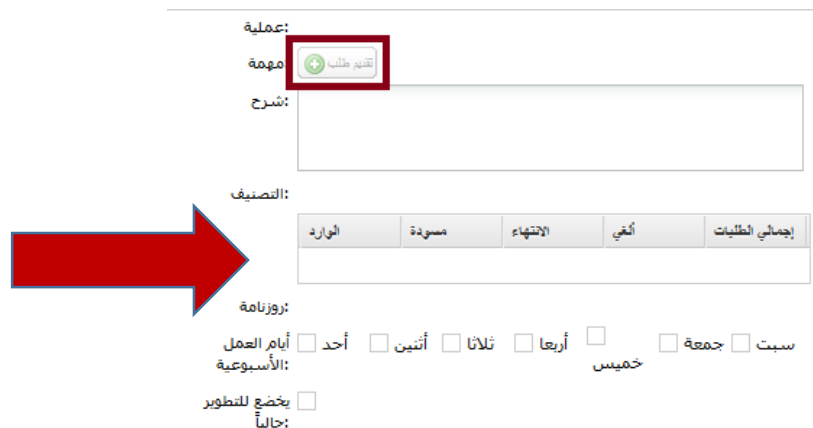 عملية:
مهمة:
تقديم طلب
شرح:
التصنيف:
الوارد مسودة الانتهاء ألغي إجمالي الطلبات
روزنامة:
أيام العمل الأسبوعية:
أحد أثنين ثلاثا أربعا خميس جمعة سبت
يخضع للتطوير حالياً: